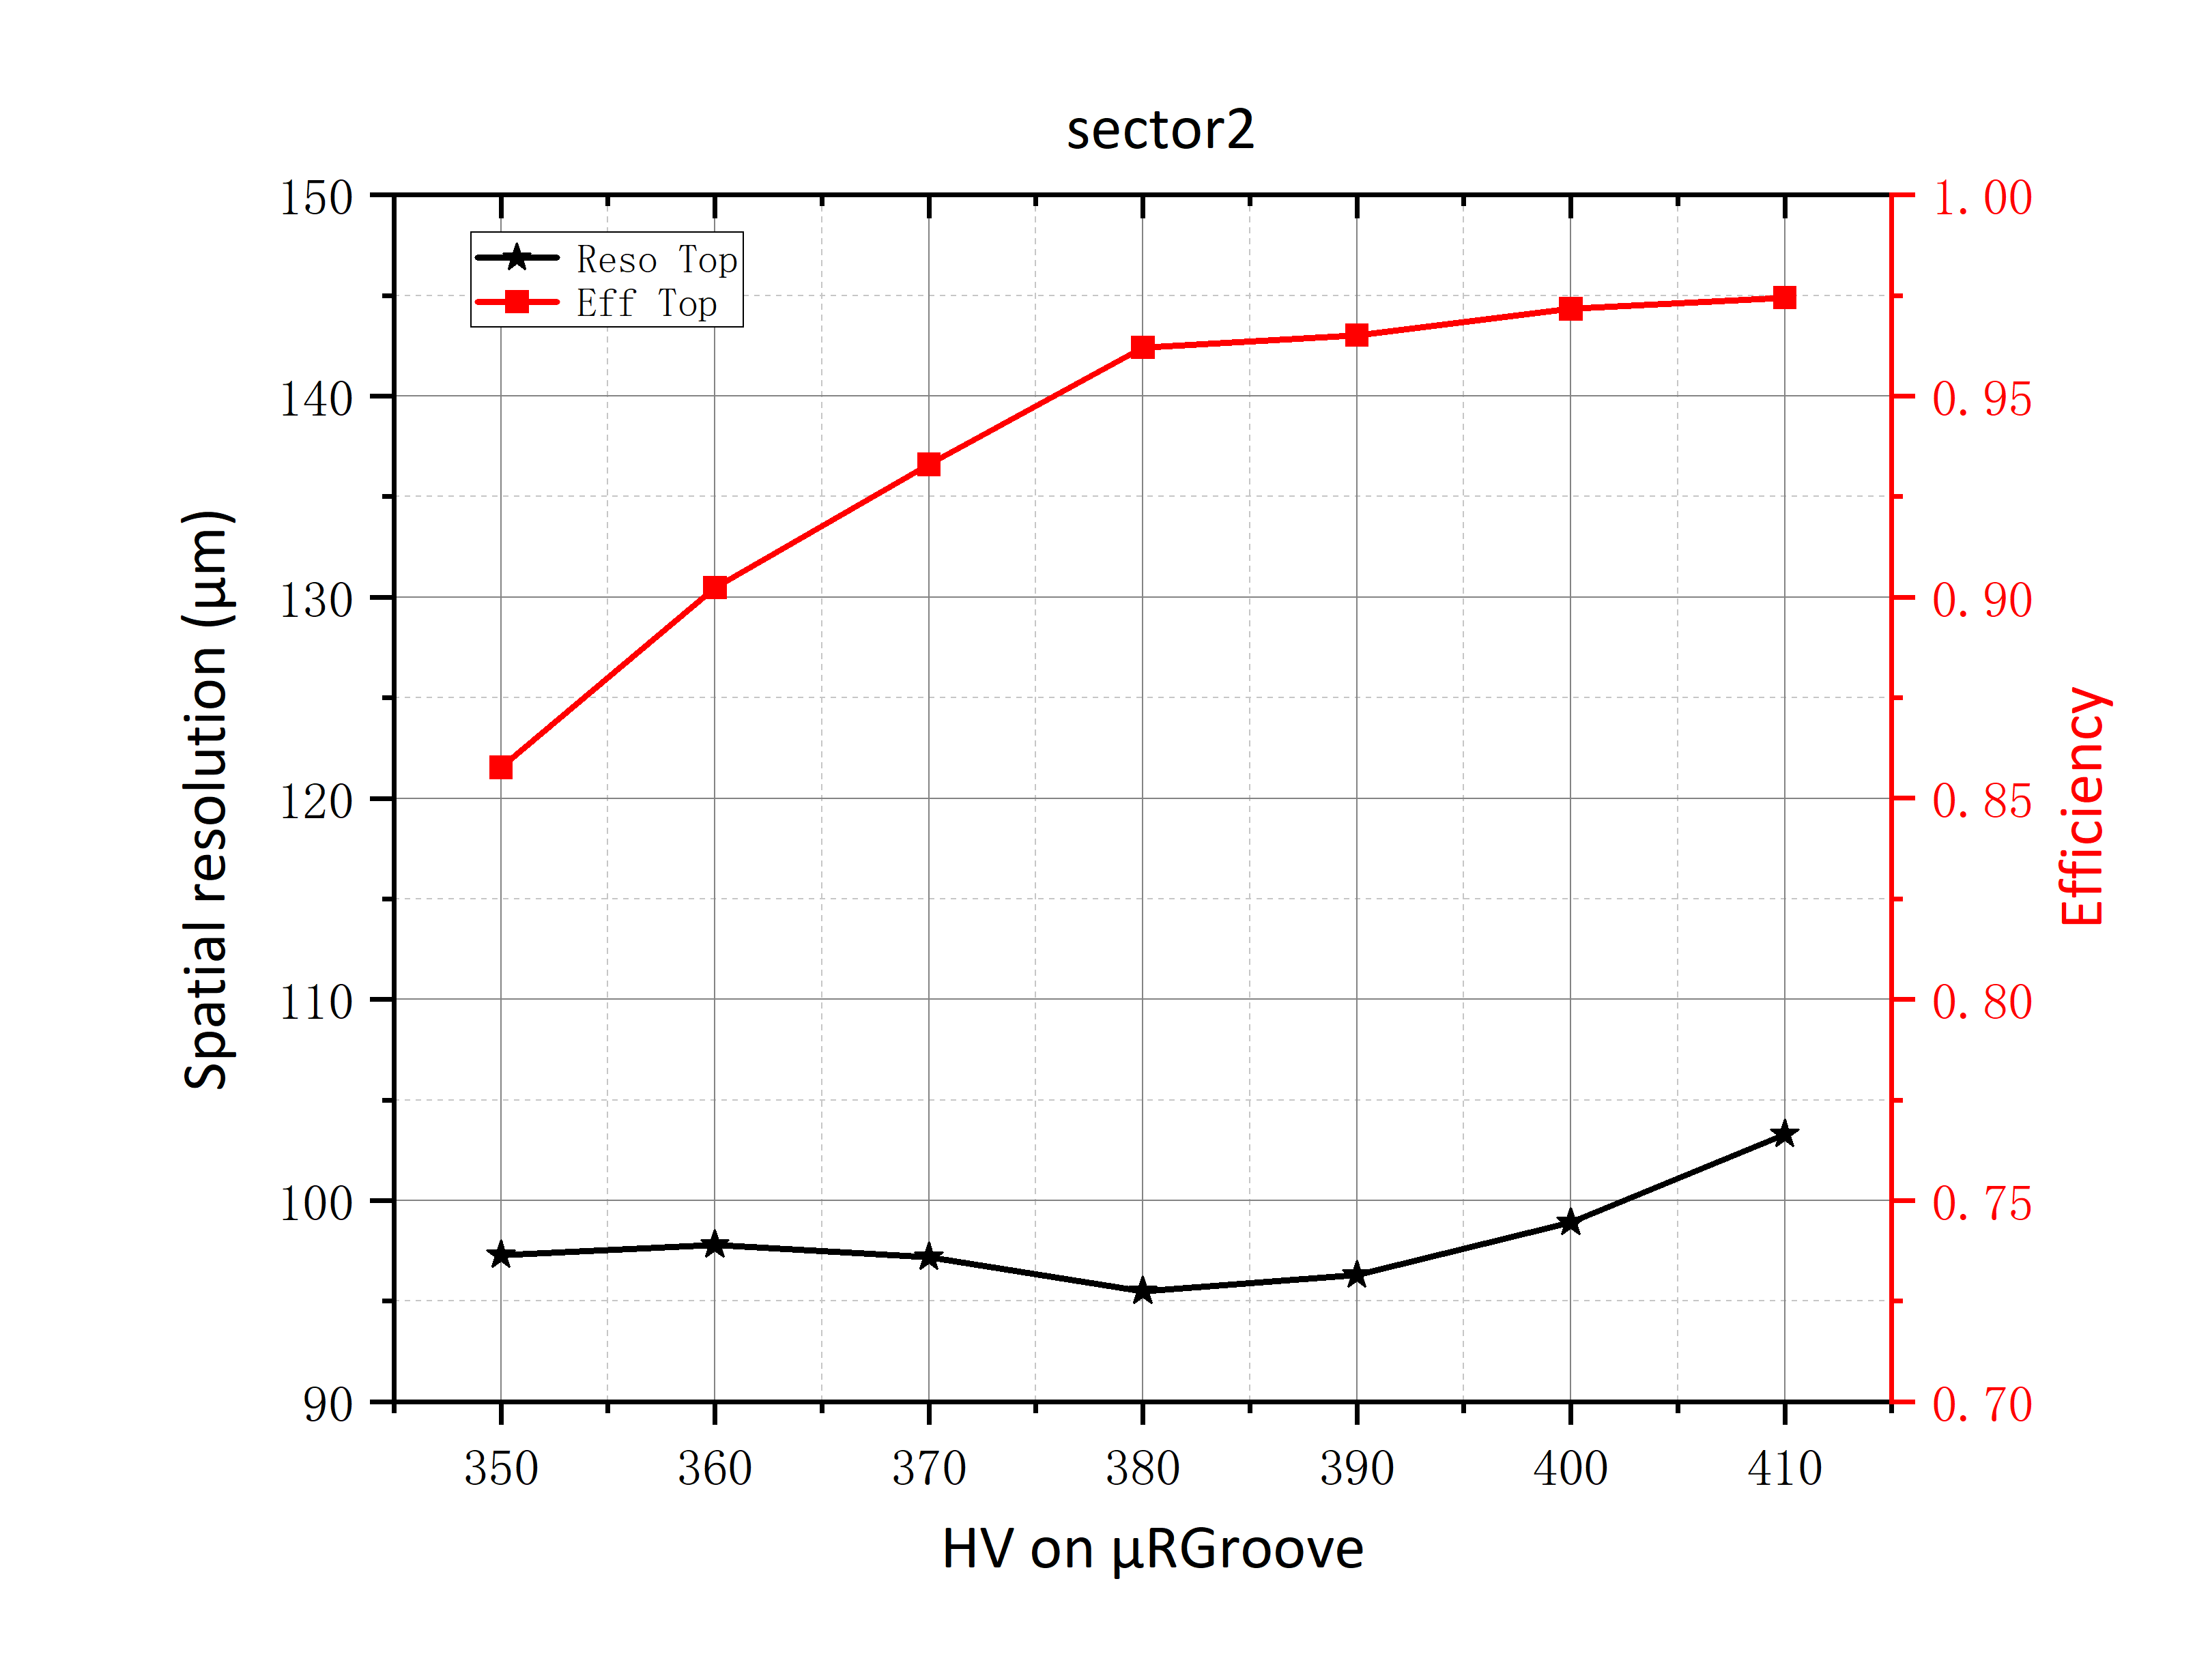 sector2
Reso Top
Eff Top
150
140
130
120
110
100
90
1.00
0.95
0.90
0.85
0.80
0.75
0.70
Spatial resolution (µm)
Efficiency
350 360 370 380 390 400 410
HV on µRGroove